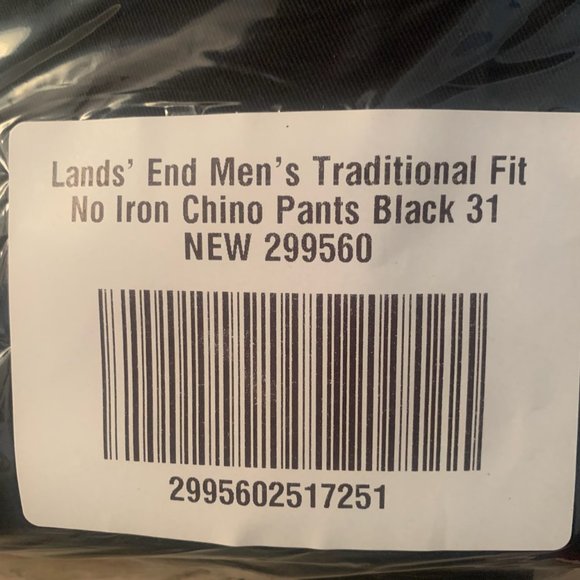 Lands’ End Men’s Traditional Fit
No Iron Chino Pants Black 31
NEW 299560
2995602517251